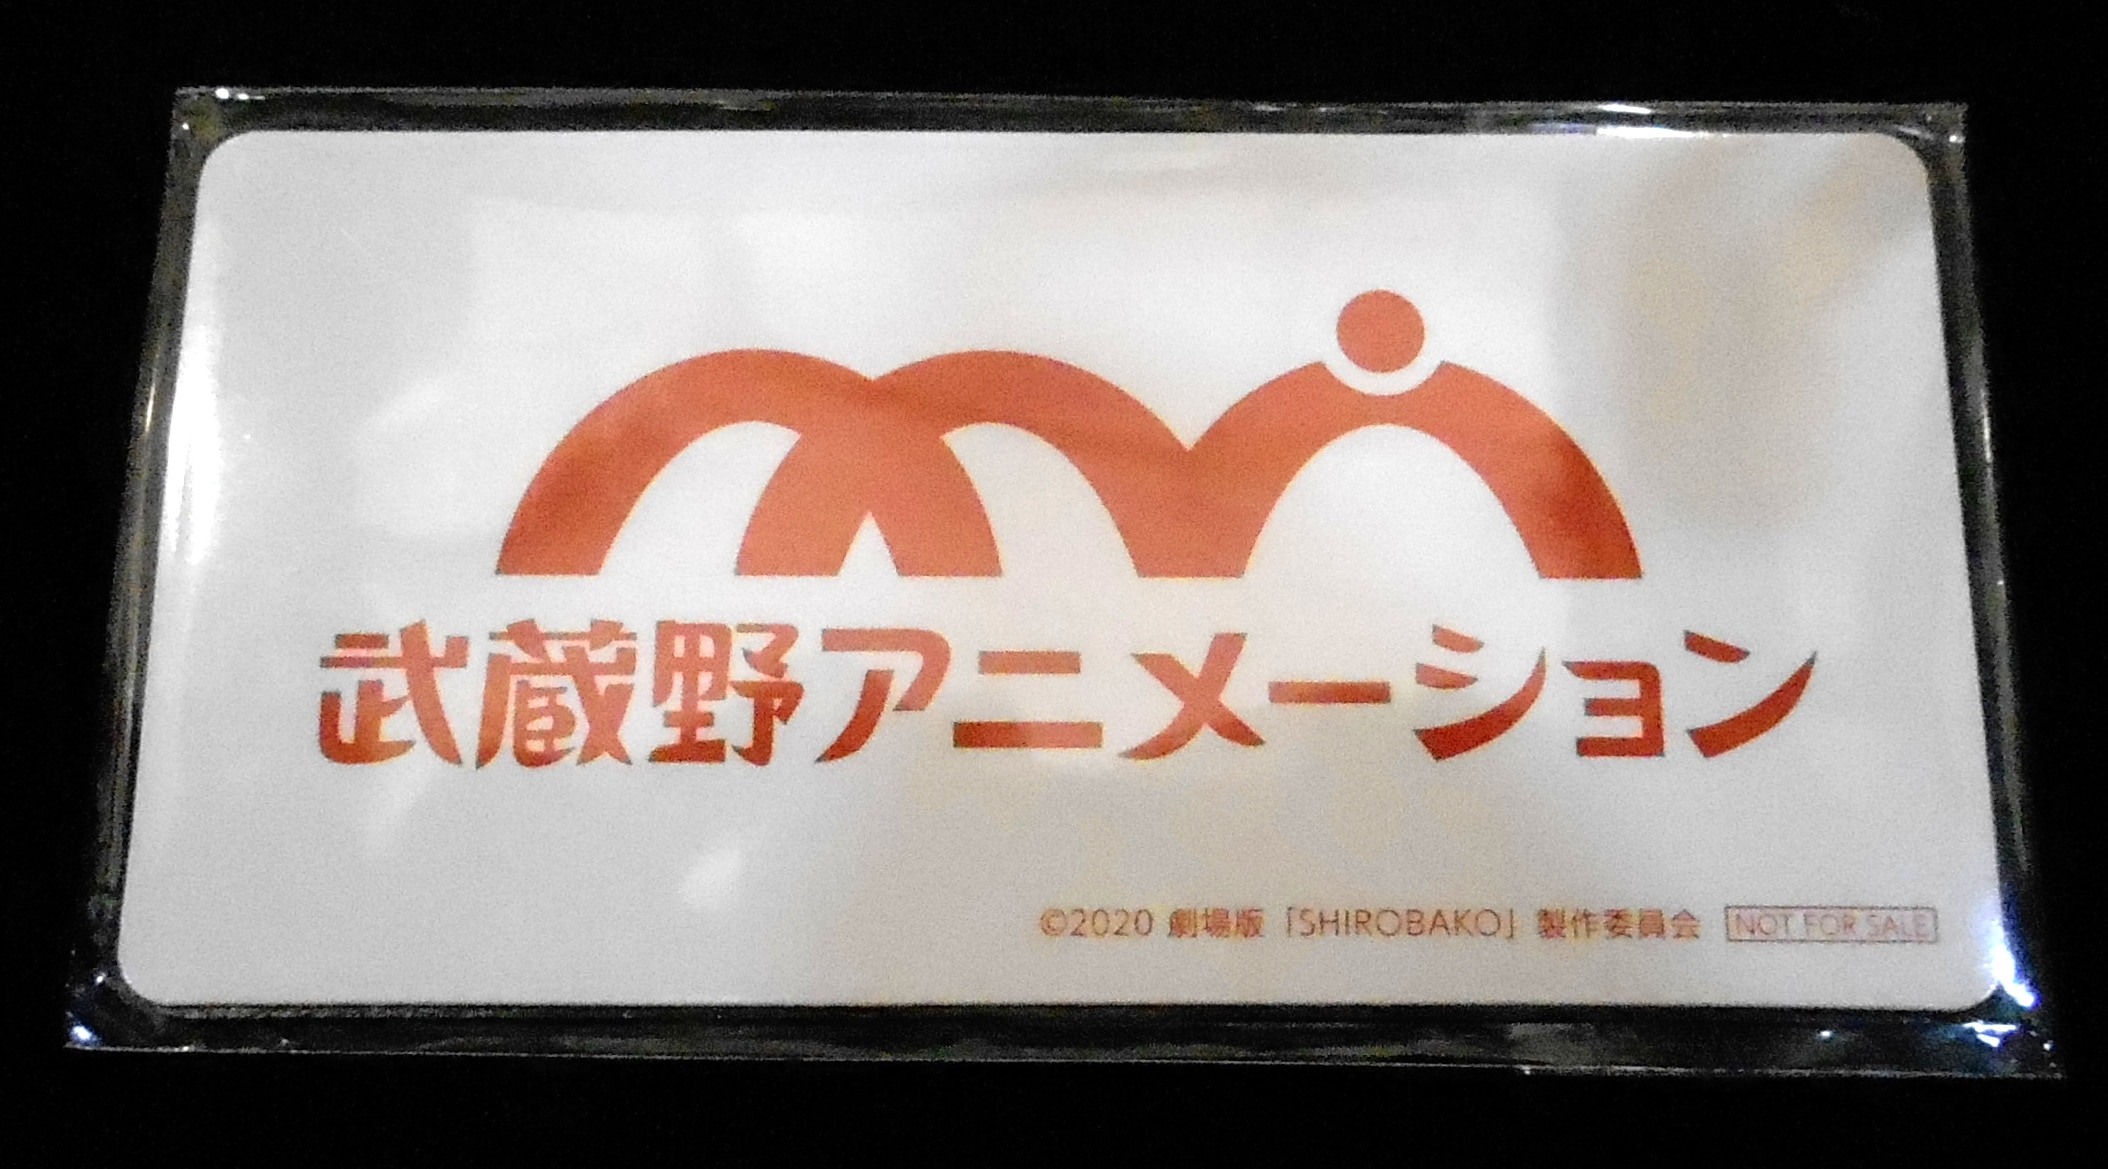 武蔵野アニメーション
©2020 劇場版「SHIROBAKO」製作委員会 NOT FOR SALE